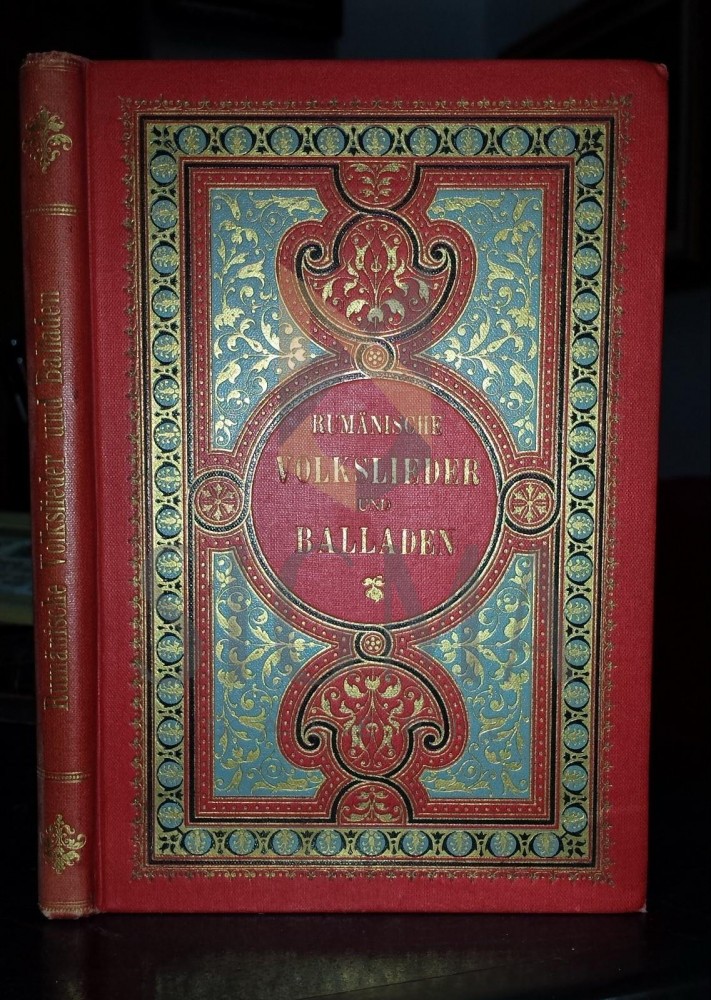 Rumänische Volkslieder und Balladen
RUMÄNISCHE
VOLKSLIEDER
UND
BALLADEN